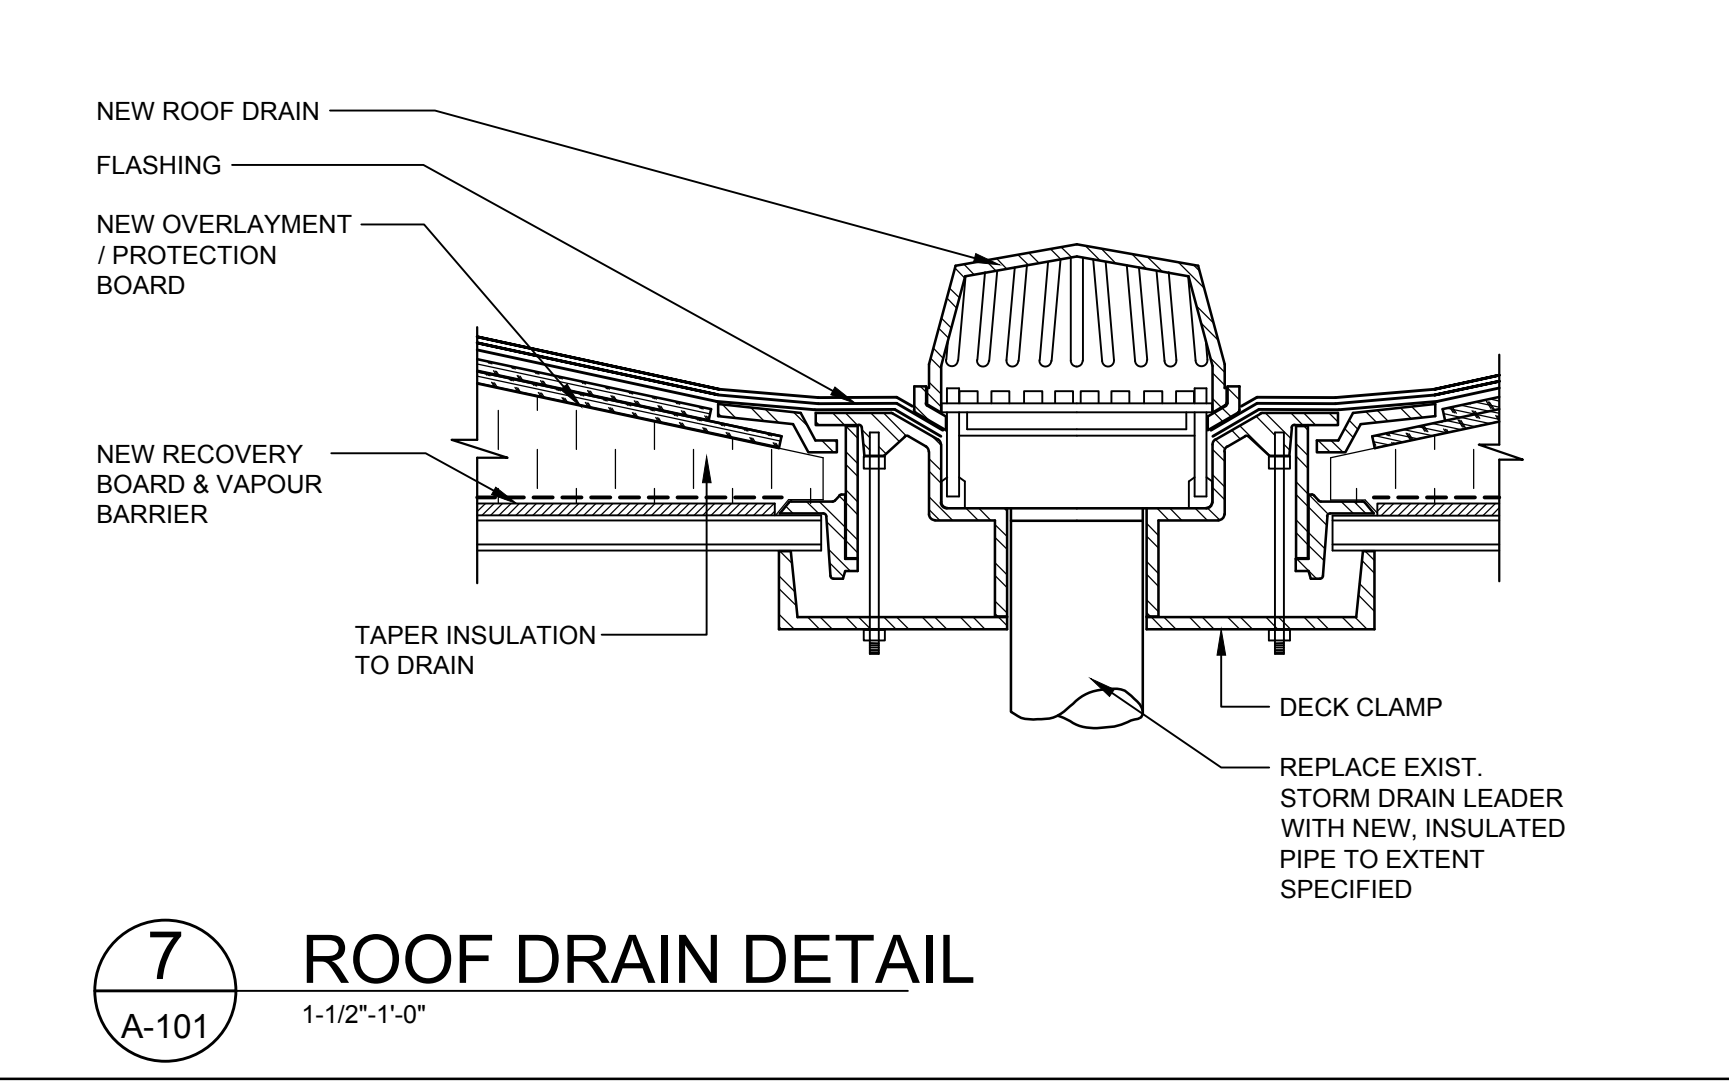 NEW ROOF DRAIN
FLASHING
NEW OVERLAYMENT
/ PROTECTION
BOARD
NEW RECOVERY
BOARD & VAPOUR
BARRIER
TAPER INSULATION
TO DRAIN
DECK CLAMP
REPLACE EXIST.
STORM DRAIN LEADER
WITH NEW, INSULATED
PIPE TO EXTENT
SPECIFIED
7
A-101
ROOF DRAIN DETAIL
1-1/2"-1'-0"